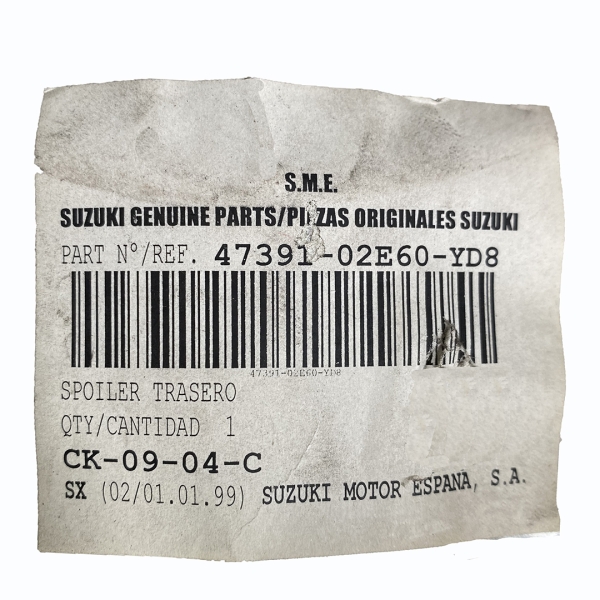 S.M.E.
SUZUKI GENUINE PARTS/PIEZAS ORIGINALES SUZUKI
PART Nº/REF. 47391-02E60-YD8
47391-02E60-YD8
SPOILER TRASERO
QTY/CANTIDAD 1
CK-09-04-C
SX (02/01.01.99) SUZUKI MOTOR ESPANA, S.A.